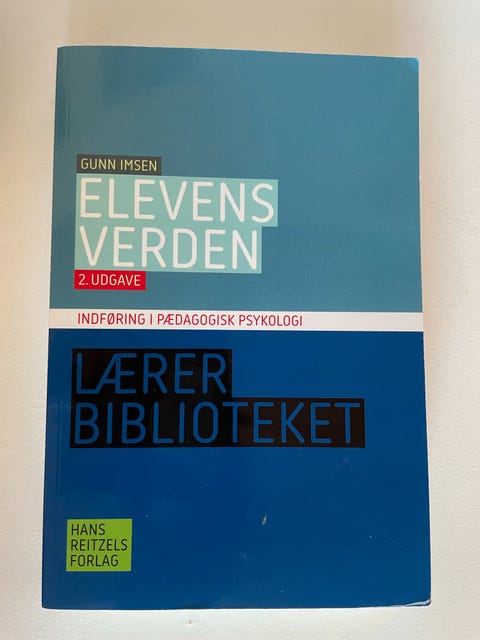 GUNN IMSEN
ELEVENS
VERDEN
2. UDGAVE
INDFØRING I PÆDAGOGISK PSYKOLOGI
LÆRER
BIBLIOTEKET
HANS
REITZELS
FORLAG